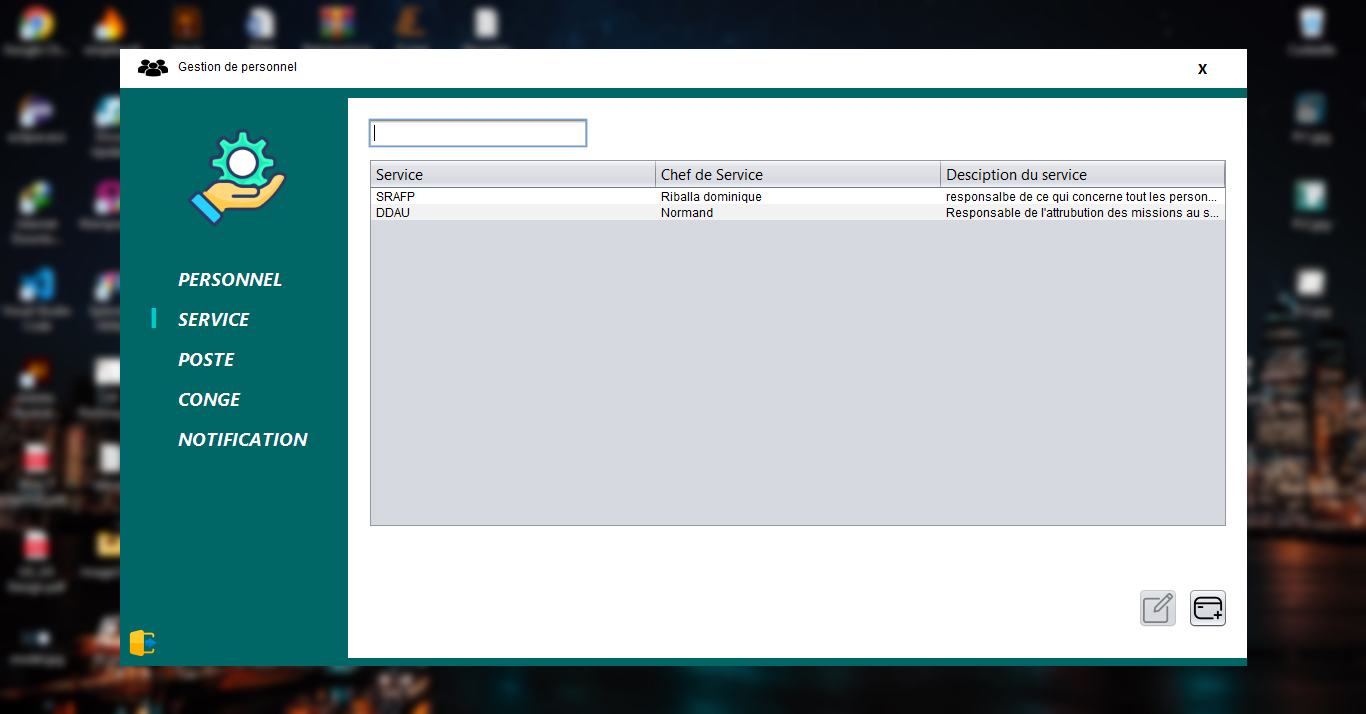 Gestion de personnel
X
Service Chef de Service Desciption du service
SRAFP Riballa dominique responsalbe de ce qui concerne tout les person...
DDAU Normand Responsable de l'attrubution des missions au s...
PERSONNEL
SERVICE
POSTE
CONGE
NOTIFICATION